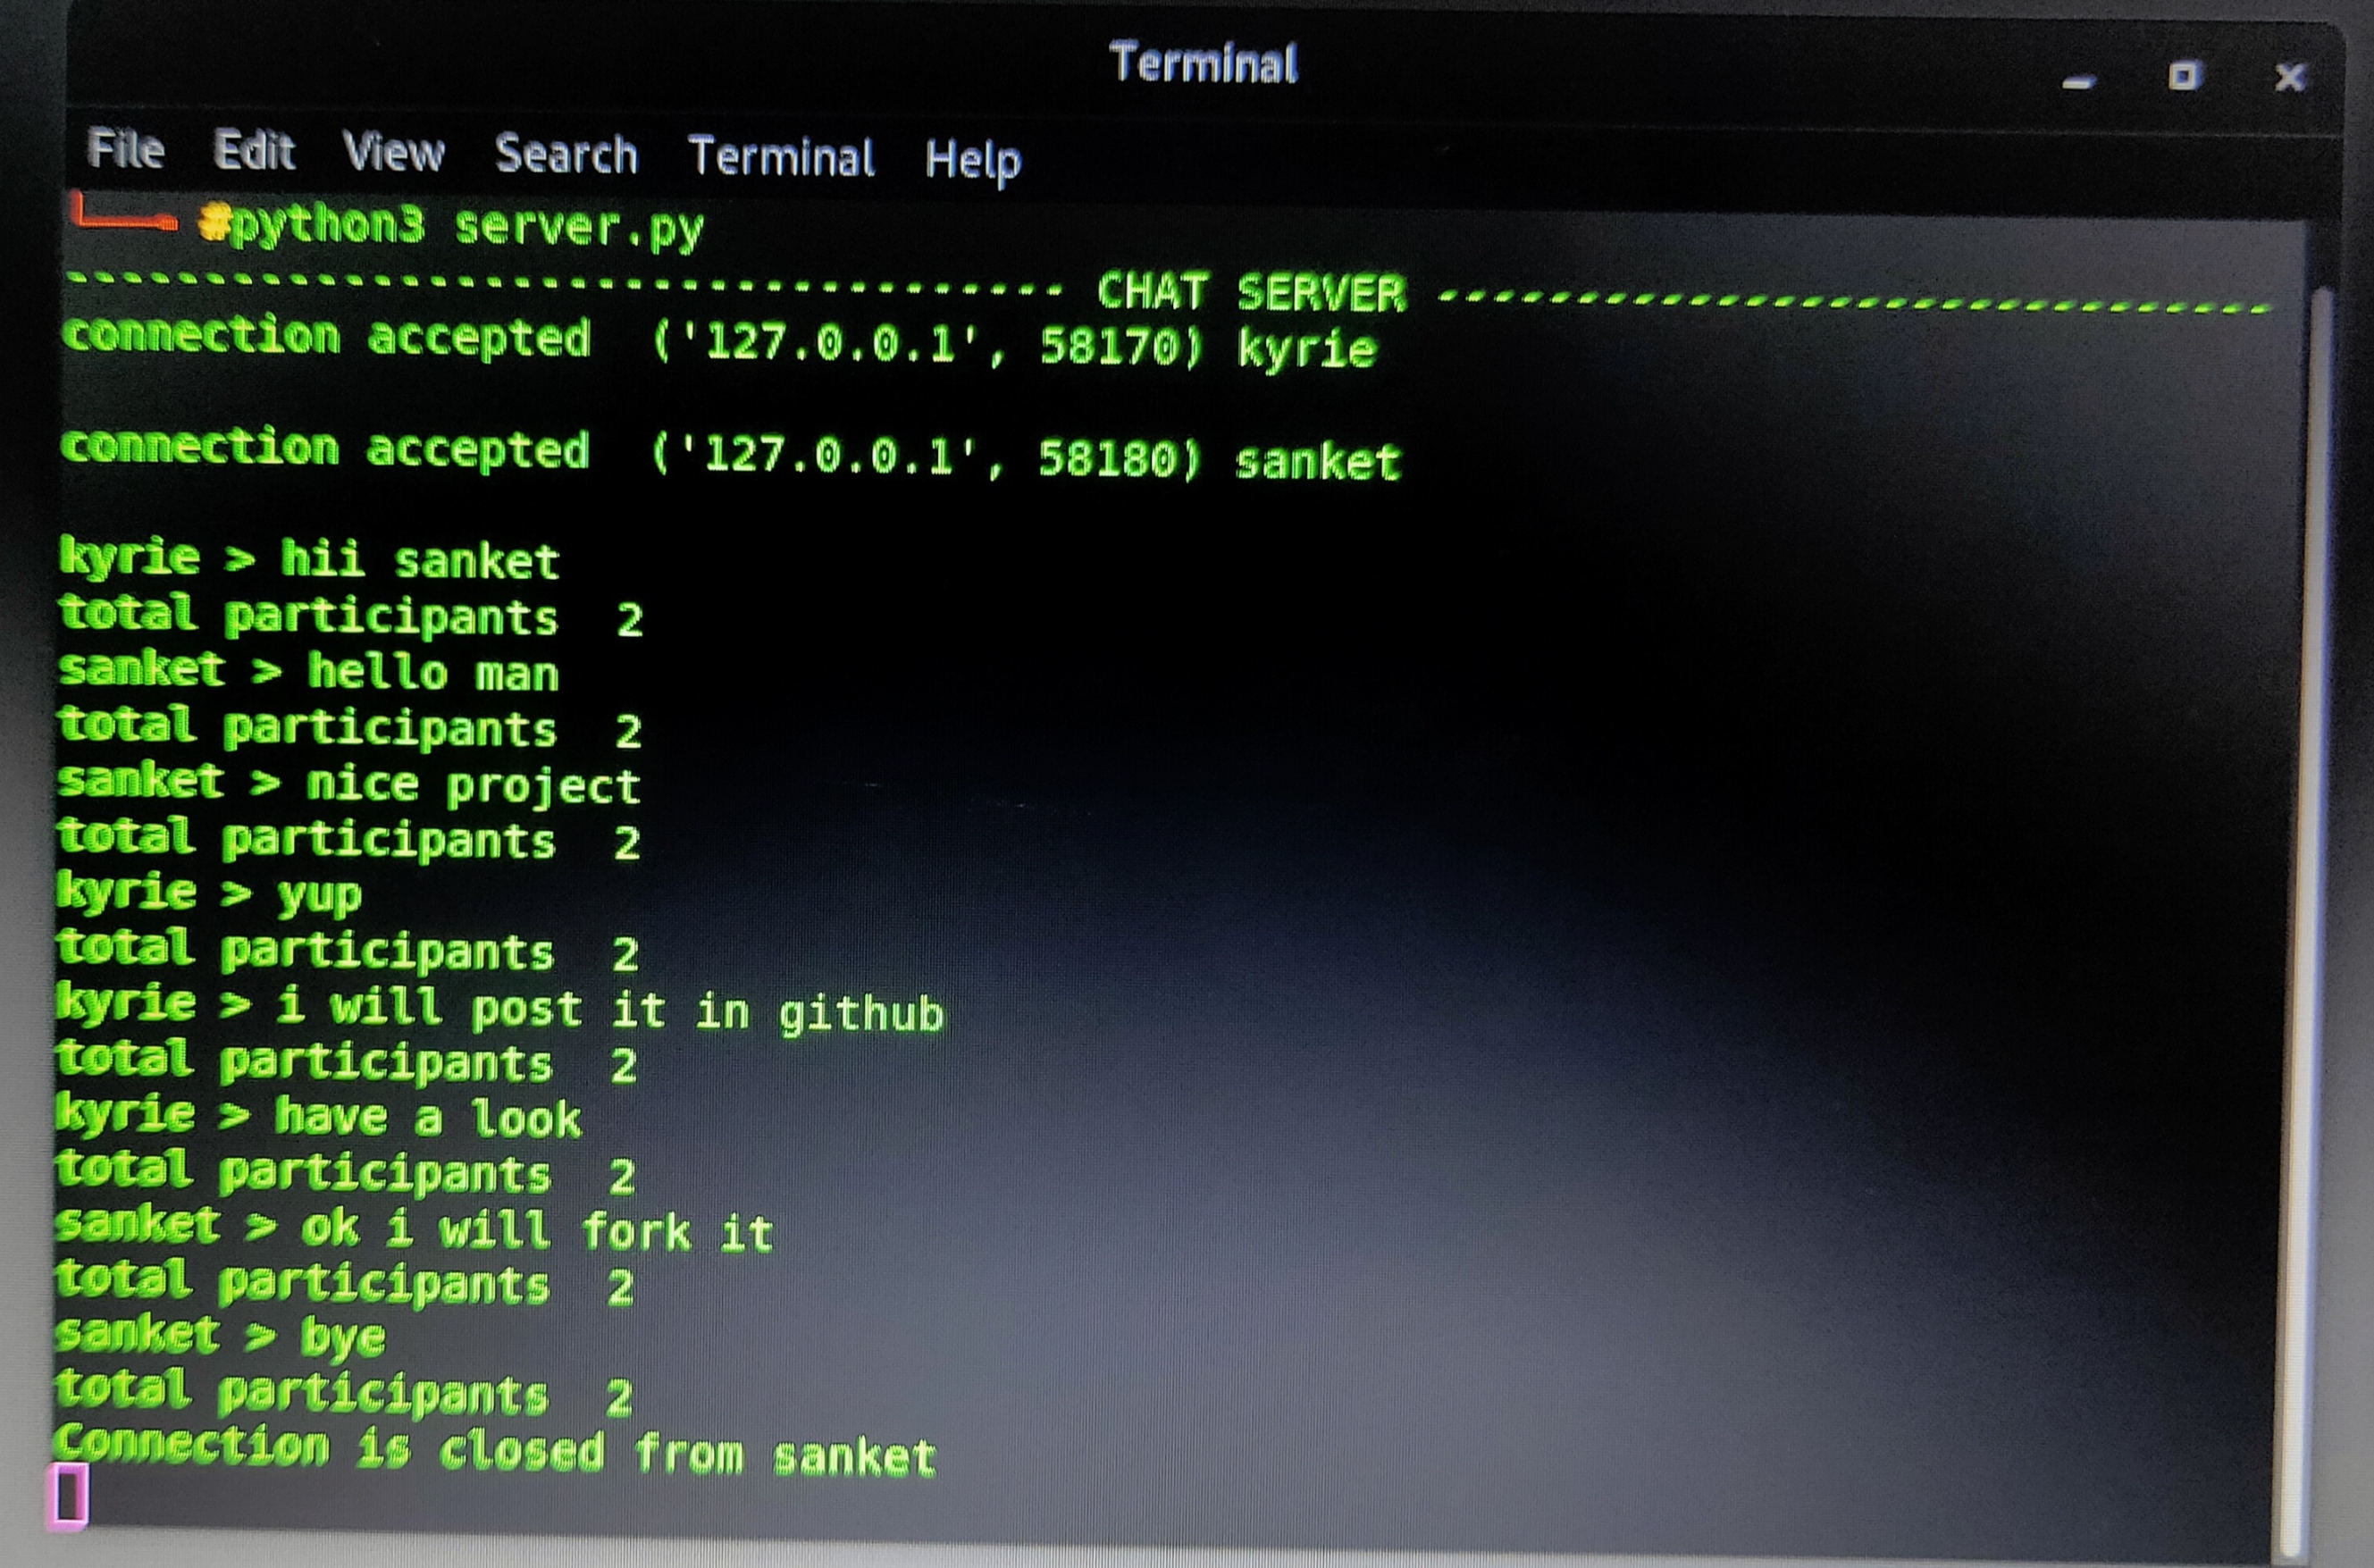 Terminal
File Edit View Search Terminal Help
#python3 server.py
------------------------------- CHAT SERVER -------------------------------
connection accepted  ('127.0.0.1', 58170) kyrie
connection accepted  ('127.0.0.1', 58180) sanket
kyrie > hii sanket
total participants  2
sanket > hello man
total participants  2
sanket > nice project
total participants  2
kyrie > yup
total participants  2
kyrie > i will post it in github
total participants  2
kyrie > have a look
total participants  2
sanket > ok i will fork it
total participants  2
sanket > bye
total participants  2
Connection is closed from sanket